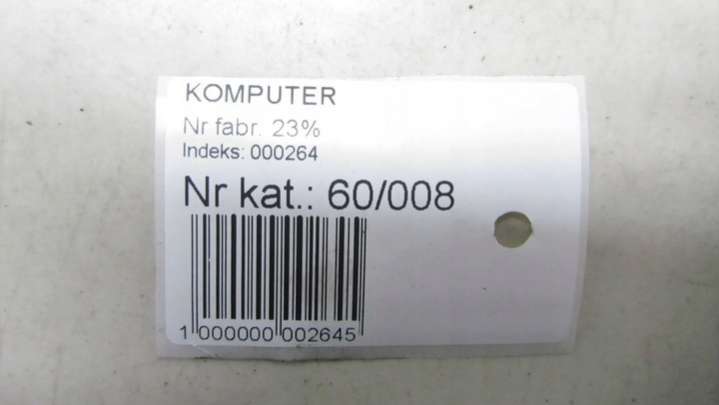 KOMPUTER
Nr fabr. 23%
Indeks: 000264
Nr kat.: 60/008
1 000000 002645